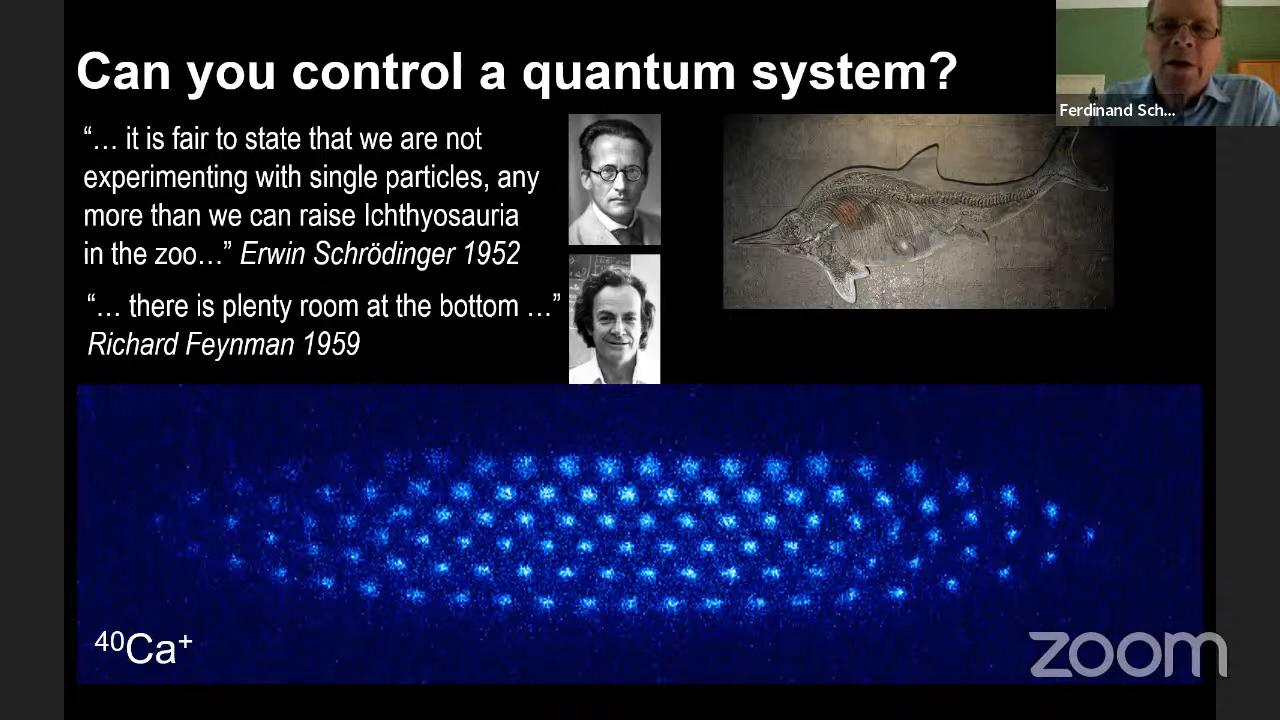 Can you control a quantum system?
Ferdinand Sch...
“… it is fair to state that we are not
experimenting with single particles, any
more than we can raise Ichthyosauria
in the zoo…” Erwin Schrödinger 1952
“… there is plenty room at the bottom …”
Richard Feynman 1959
⁴⁰Ca⁺
zoom